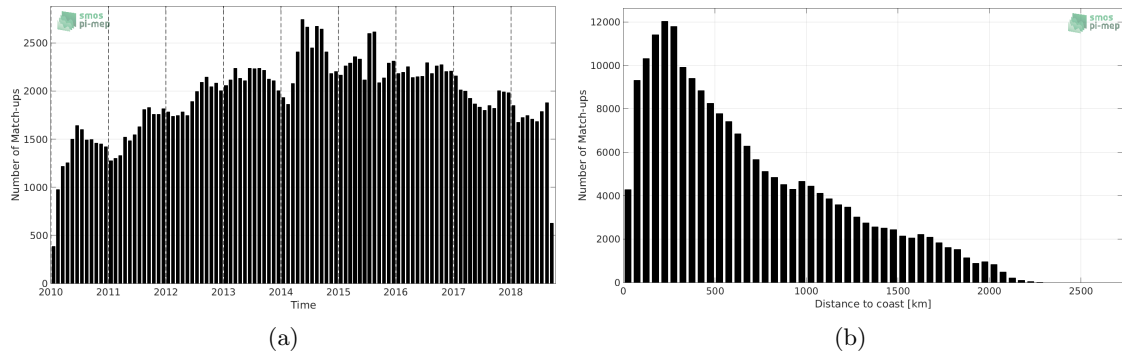 smos
pi-mep
2500
2000
1500
1000
500
0
Number of Match-ups
2010 2011 2012 2013 2014 2015 2016 2017 2018
Time
(a)
smos
pi-mep
12000
10000
8000
6000
4000
2000
0
Number of Match-ups
0 500 1000 1500 2000 2500
Distance to coast [km]
(b)